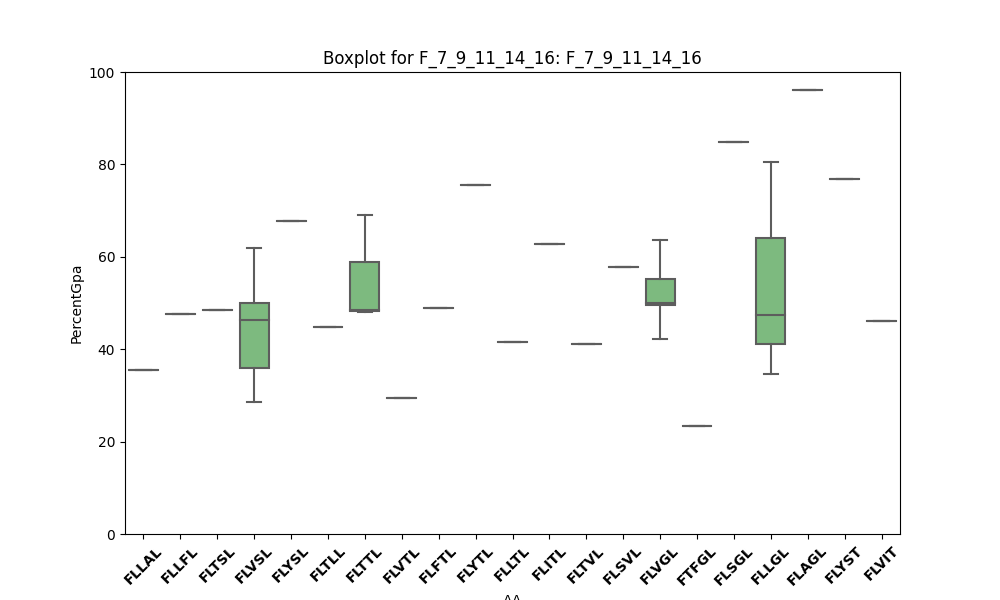 Boxplot for F_7_9_11_14_16: F_7_9_11_14_16
100
80
60
40
20
0
PercentGpa
FLLAL
FLLFL
FLTSL
FLVSL
FLYSL
FLTLL
FLTTL
FLVTL
FLFTL
FLYTL
FLLTL
FLITL
FLTVL
FLSVL
FLVGL
FTFGL
FLSGL
FLLGL
FLAGL
FLYST
FLVIT
AA